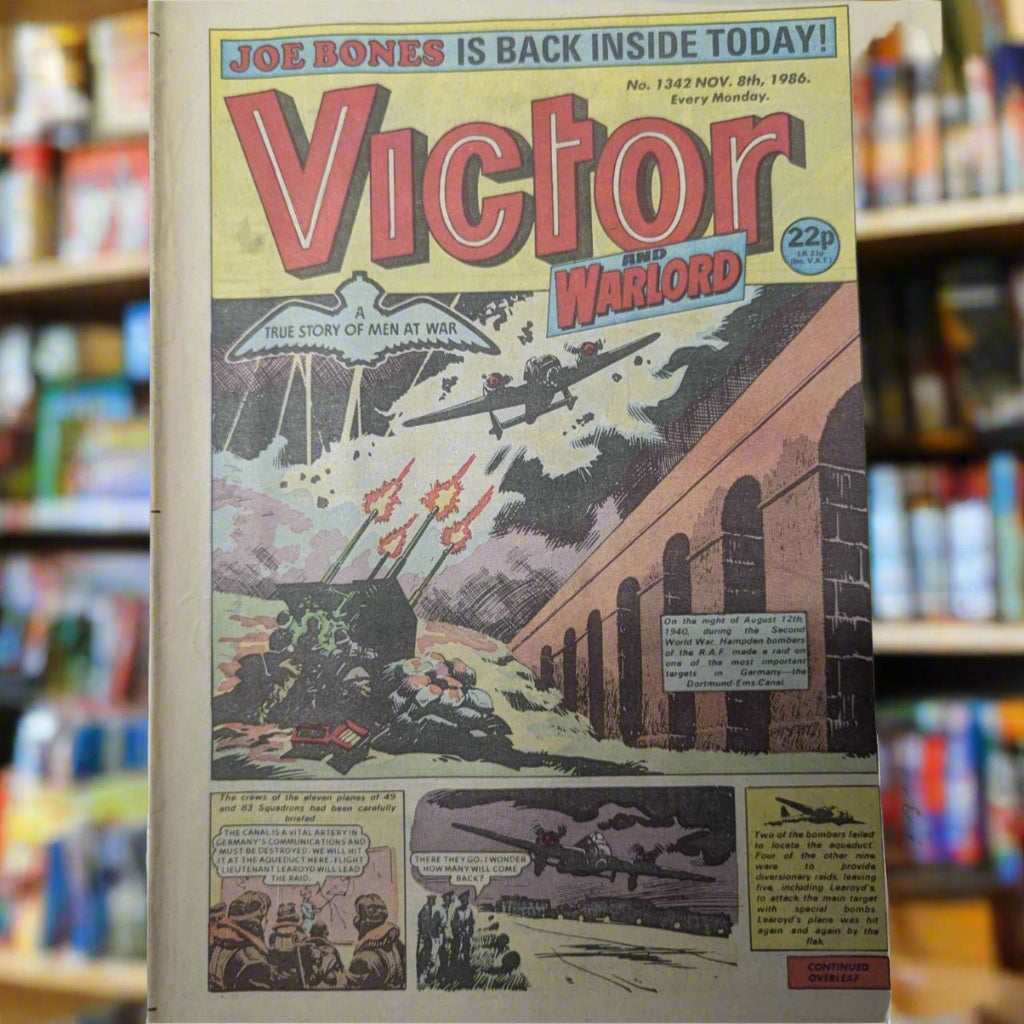 JOE BONES IS BACK INSIDE TODAY!
No. 1342 NOV. 8th, 1986.
Every Monday.
Victor
AND
WARLORD
22p
I.R. 33p
(Inc. V.A.T.)
A
TRUE STORY OF MEN AT WAR
On the night of August 12th,
1940, during the Second
World War, Hampden bombers
of the R.A.F. made a raid on
one of the most important
targets in Germany—the
Dortmund-Ems Canal.
The crews of the eleven planes of 49
and 83 Squadrons had been carefully
briefed
THE CANAL IS A VITAL ARTERY IN
GERMANY'S COMMUNICATIONS AND
MUST BE DESTROYED. WE WILL HIT
IT AT THE AQUEDUCT HERE. FLIGHT
LIEUTENANT LEAROYD WILL LEAD
THE RAID.
THERE THEY GO. I WONDER
HOW MANY WILL COME
BACK?
Two of the bombers failed
to locate the aqueduct.
Four of the other nine
were to provide
diversionary raids, leaving
five, including Learoyd's,
to attack the main target
with special bombs.
Learoyd's plane was hit
again and again by the
flak.
CONTINUED
OVERLEAF